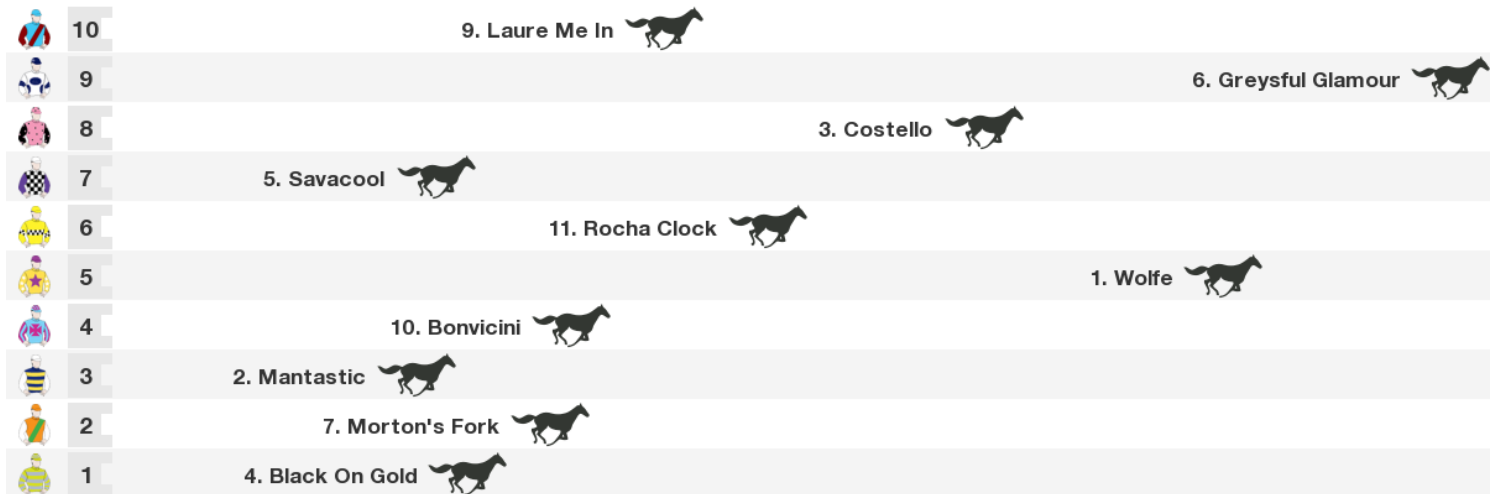 10 9. Laure Me In
9 6. Greysful Glamour
8 3. Costello
7 5. Savacool
6 11. Rocha Clock
5 1. Wolfe
4 10. Bonvicini
3 2. Mantastic
2 7. Morton's Fork
1 4. Black On Gold